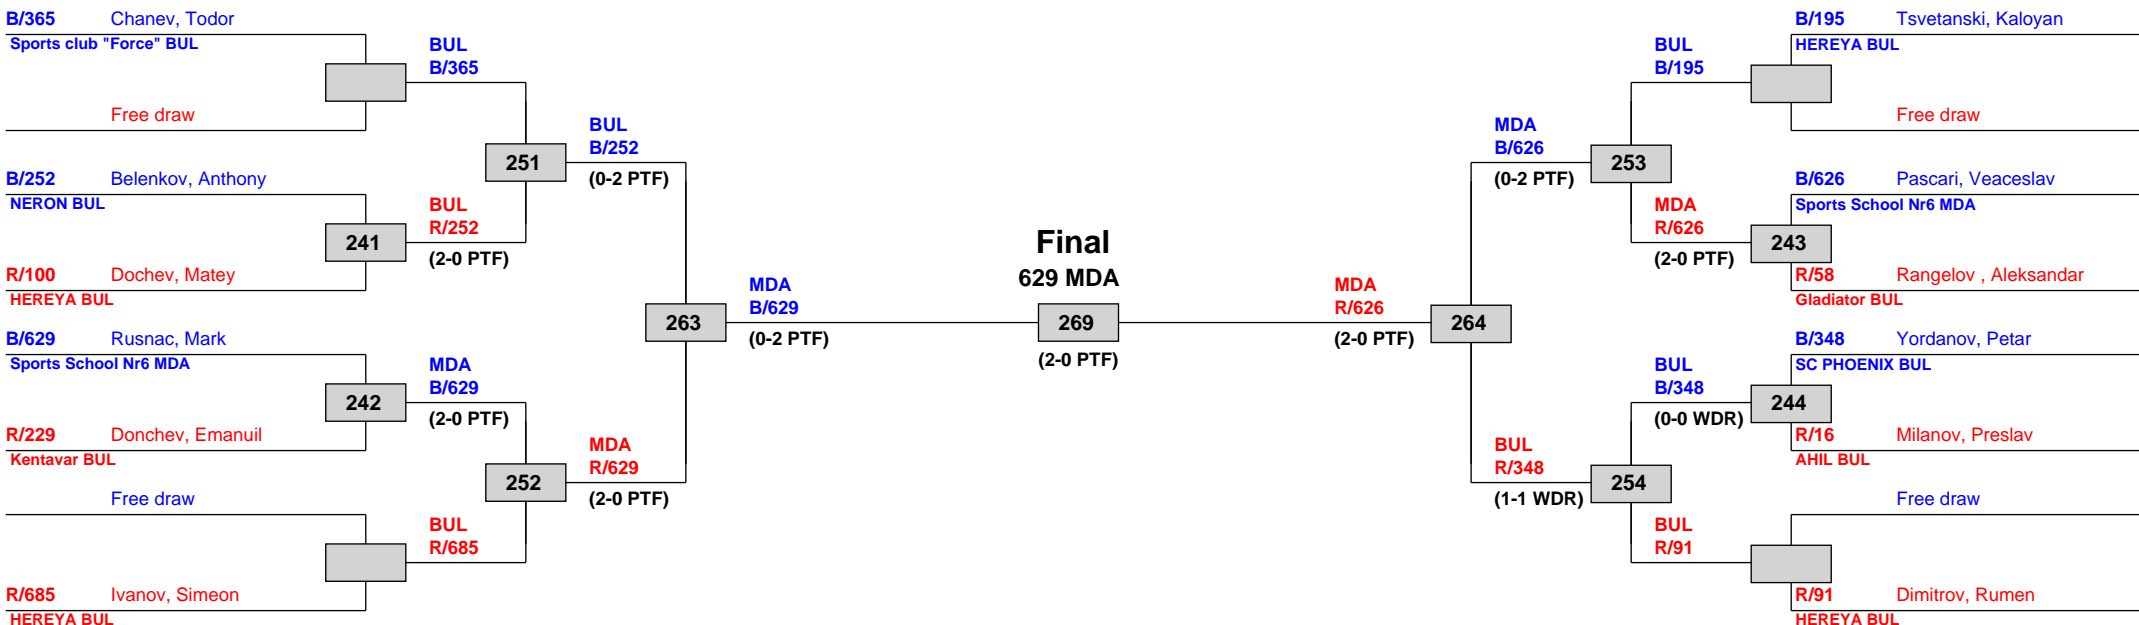 B/365 Chanev, Todor
Sports club "Force" BUL
Free draw
B/252 Belenkov, Anthony
NERON BUL
R/100 Dochev, Matey
HEREYA BUL
B/629 Rusnac, Mark
Sports School Nr6 MDA
R/229 Donchev, Emanuil
Kentavar BUL
Free draw
R/685 Ivanov, Simeon
HEREYA BUL
BUL
B/365
241
BUL
R/252
(2-0 PTF)
242
MDA
B/629
(2-0 PTF)
BUL
R/685
251
BUL
B/252
(0-2 PTF)
252
MDA
R/629
(2-0 PTF)
263
MDA
B/629
(0-2 PTF)
Final
629 MDA
269
(2-0 PTF)
MDA
R/626
(2-0 PTF)
264
MDA
B/626
(0-2 PTF)
253
BUL
R/348
(1-1 WDR)
254
BUL
B/195
MDA
R/626
(2-0 PTF)
243
BUL
B/348
(0-0 WDR)
244
BUL
R/91
B/195 Tsvetanski, Kaloyan
HEREYA BUL
Free draw
B/626 Pascari, Veaceslav
Sports School Nr6 MDA
R/58 Rangelov , Aleksandar
Gladiator BUL
B/348 Yordanov, Petar
SC PHOENIX BUL
R/16 Milanov, Preslav
AHIL BUL
Free draw
R/91 Dimitrov, Rumen
HEREYA BUL